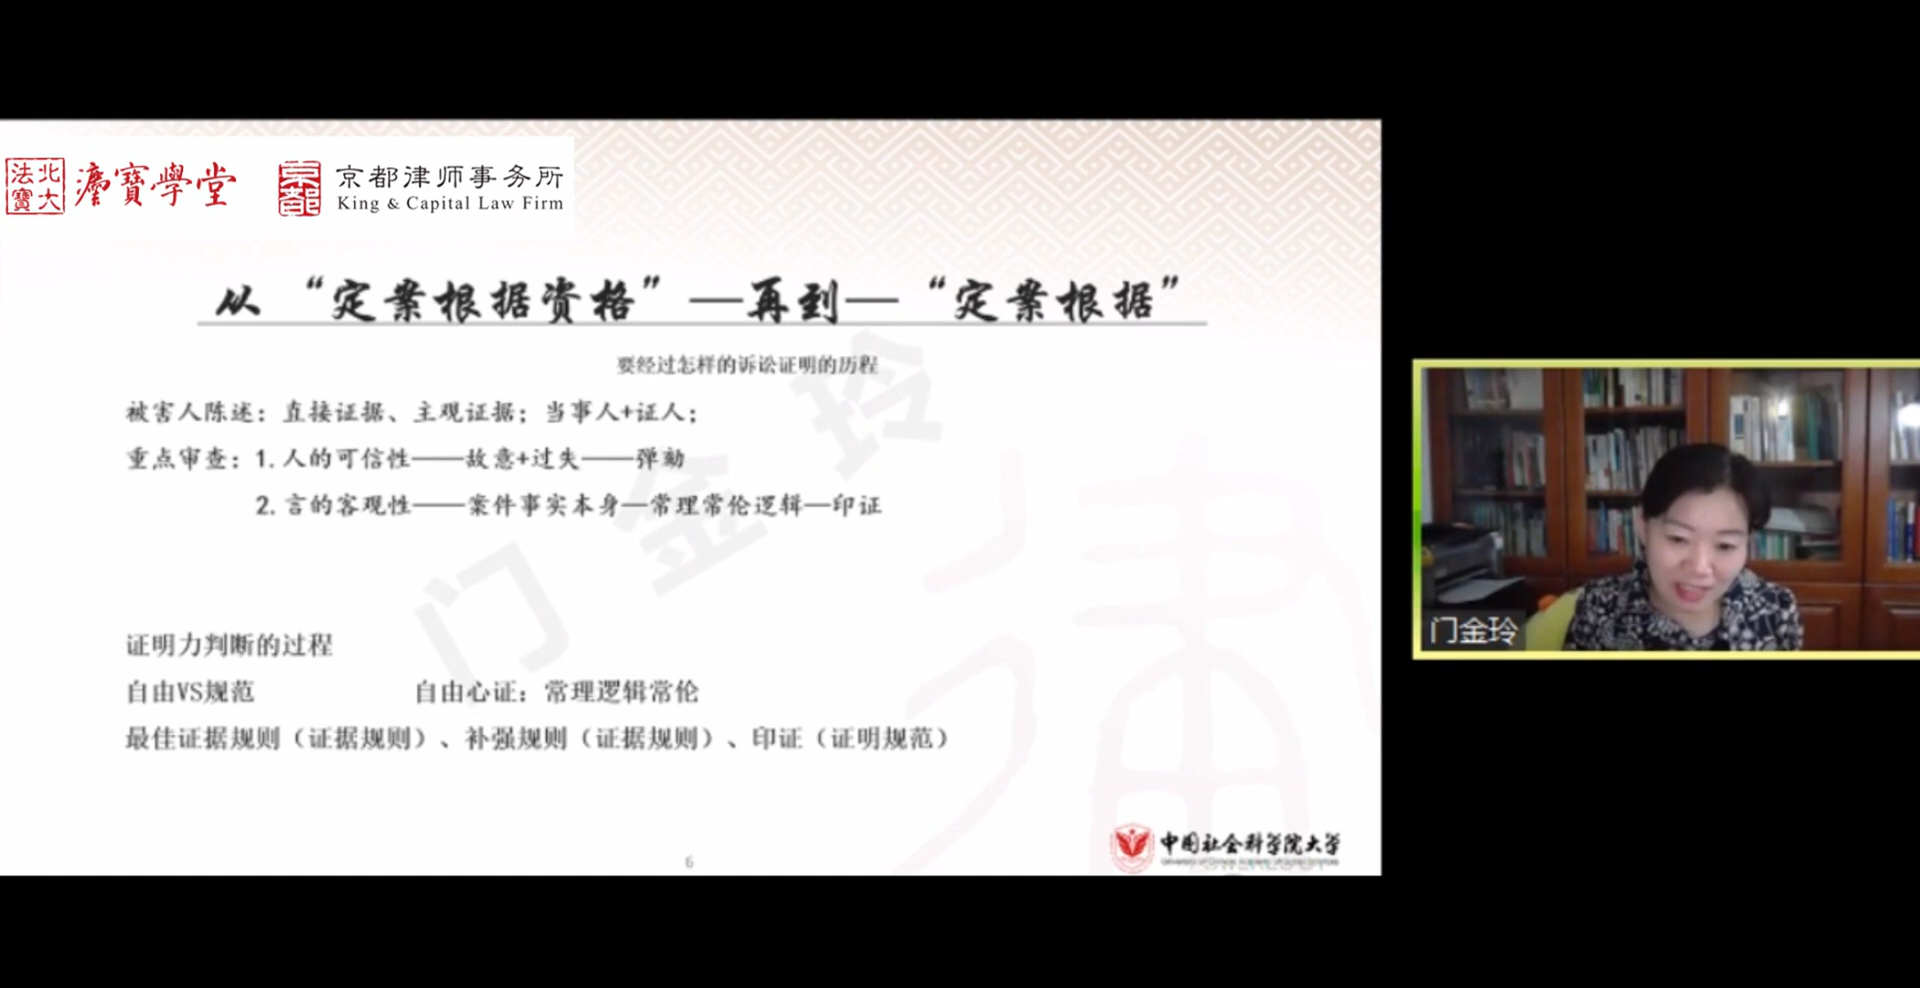 北大法寶
法寶學堂
京都
京都律师事务所
King & Capital Law Firm
从 “定案根据资格”—再到—“定案根据”
要经过怎样的诉讼证明的历程
被害人陈述：直接证据、主观证据；当事人+证人；
重点审查：1.人的可信性——故意+过失——弹劾
2.言的客观性——案件事实本身—常理常伦逻辑—印证
证明力判断的过程
自由VS规范 自由心证：常理逻辑常伦
最佳证据规则（证据规则）、补强规则（证据规则）、印证（证明规范）
门金玲
6
中国社会科学院大学
门金玲